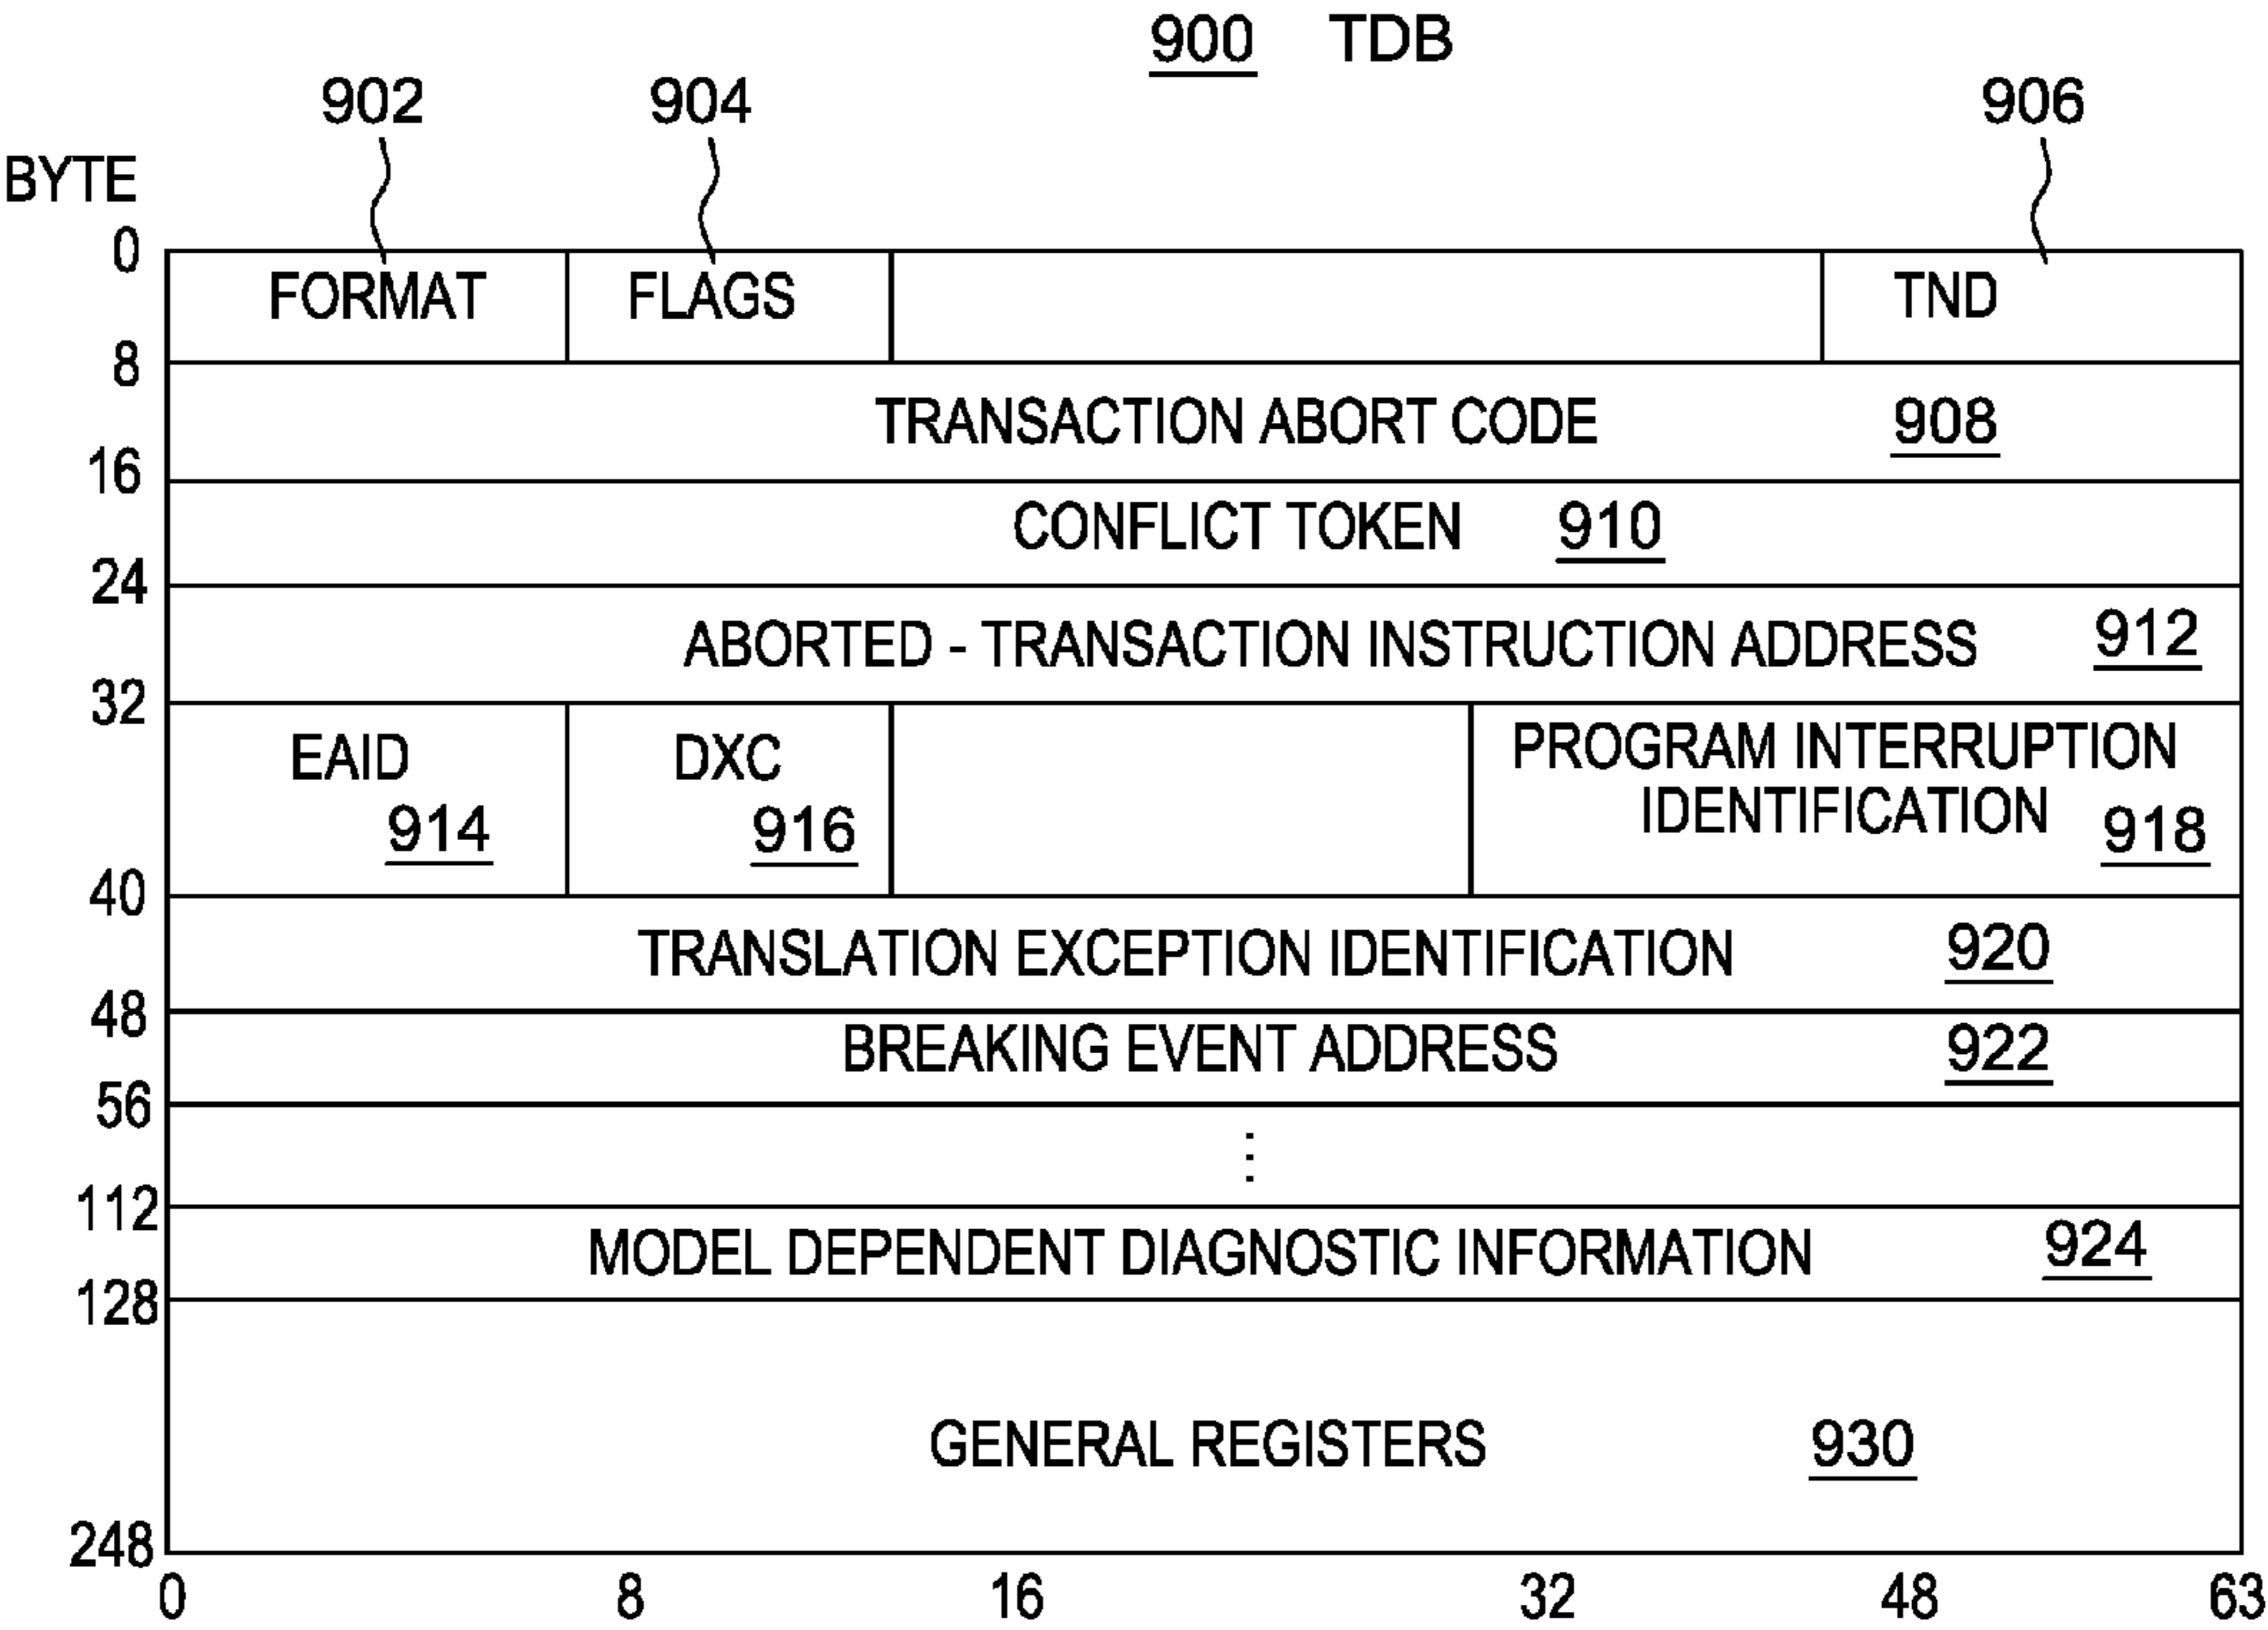 900 TDB
902 904 906
BYTE
0
FORMAT FLAGS TND
8
TRANSACTION ABORT CODE 908
16
CONFLICT TOKEN 910
24
ABORTED - TRANSACTION INSTRUCTION ADDRESS 912
32
EAID DXC PROGRAM INTERRUPTION
IDENTIFICATION
914 916 918
40
TRANSLATION EXCEPTION IDENTIFICATION 920
48
BREAKING EVENT ADDRESS 922
56
⋮
112
MODEL DEPENDENT DIAGNOSTIC INFORMATION 924
128
GENERAL REGISTERS 930
248
0 8 16 32 48 63